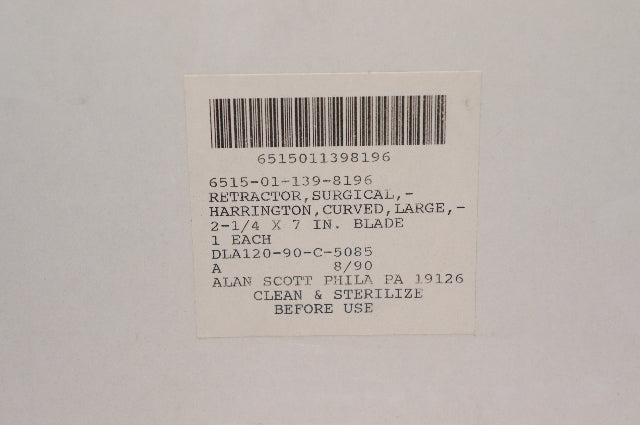 6515011398196
6515-01-139-8196
RETRACTOR,SURGICAL,-
HARRINGTON,CURVED,LARGE,-
2-1/4 X 7 IN. BLADE
1 EACH
DLA120-90-C-5085
A 8/90
ALAN SCOTT PHILA PA 19126
CLEAN & STERILIZE
BEFORE USE